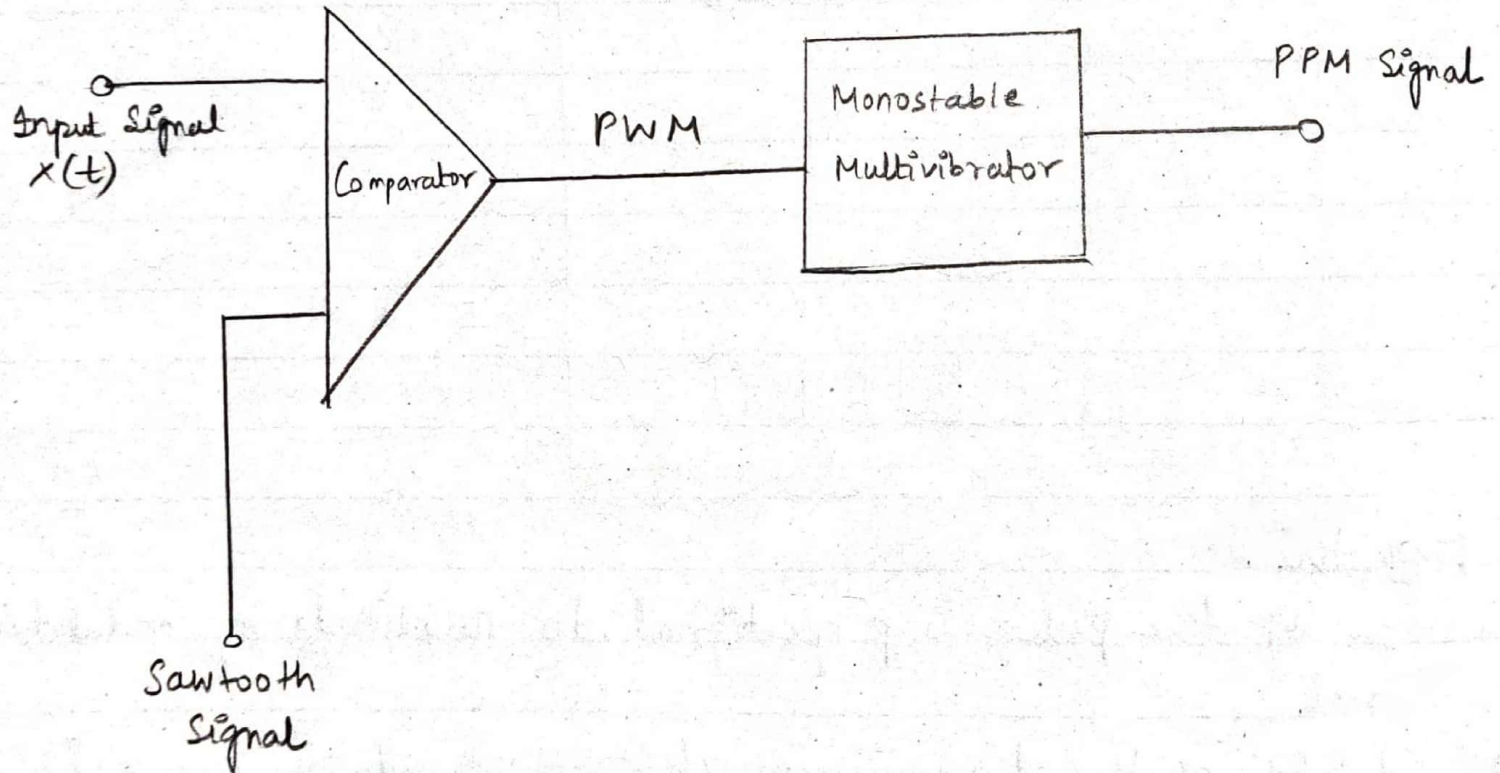 Input Signal
x(t)
Comparator
PWM
Monostable
Multivibrator
PPM Signal
Sawtooth
Signal